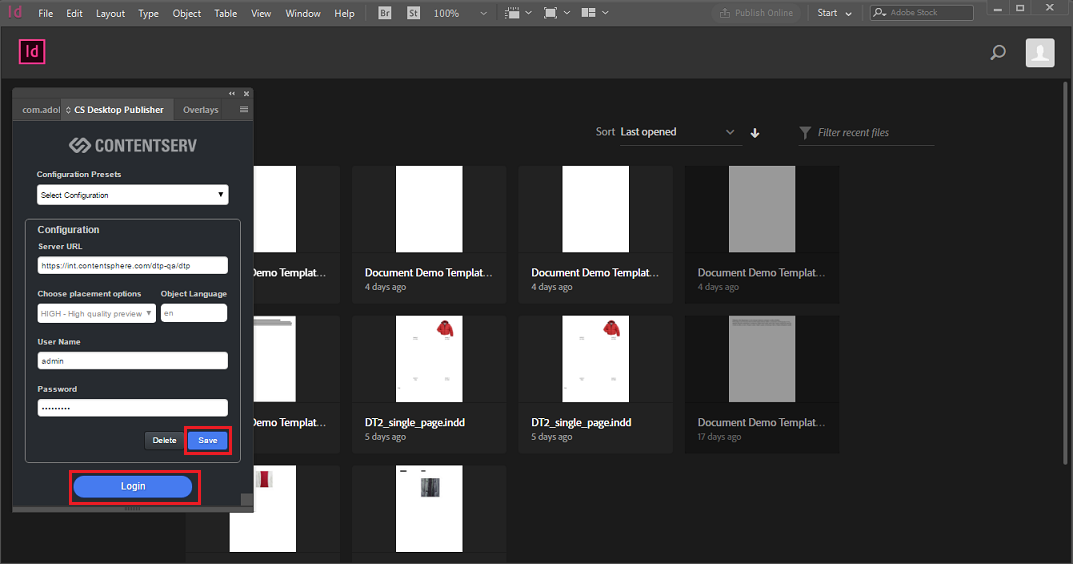 Id File Edit Layout Type Object Table View Window Help Br St 100% Publish Online Start Adobe Stock
Id
com.adol CS Desktop Publisher Overlays
CONTENTSERV
Configuration Presets
Select Configuration
Configuration
Server URL
https://int.contentsphere.com/dtp-qa/dtp
Choose placement options Object Language
HIGH - High quality preview en
User Name
admin
Password
•••••••••
Delete Save
Login
Sort Last opened Filter recent files
Demo Templat... Document Demo Templat... Document Demo Templat... Document Demo Templat...
4 days ago 4 days ago 4 days ago
Demo Templat... DT2_single_page.indd DT2_single_page.indd Document Demo Templat...
5 days ago 5 days ago 17 days ago